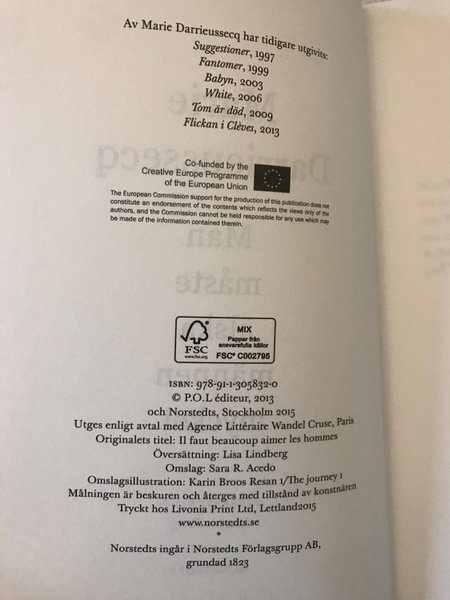 Av Marie Darrieussecq har tidigare utgivits:
Suggestioner, 1997
Fantomer, 1999
Babyn, 2003
White, 2006
Tom är död, 2009
Flickan i Clèves, 2013
Co-funded by the
Creative Europe Programme
of the European Union
The European Commission support for the production of this publication does not
constitute an endorsement of the contents which reflects the views only of the
authors, and the Commission cannot be held responsible for any use which may
be made of the information contained therein.
FSC
www.fsc.org
MIX
Papper från
ansvarsfulla källor
FSC® C002795
ISBN: 978-91-1-305832-0
© P.O.L éditeur, 2013
och Norstedts, Stockholm 2015
Utges enligt avtal med Agence Littéraire Wandel Cruse, Paris
Originalets titel: Il faut beaucoup aimer les hommes
Översättning: Lisa Lindberg
Omslag: Sara R. Acedo
Omslagsillustration: Karin Broos Resan 1/The journey 1
Målningen är beskuren och återges med tillstånd av konstnären
Tryckt hos Livonia Print Ltd, Lettland2015
www.norstedts.se
*
Norstedts ingår i Norstedts Förlagsgrupp AB,
grundad 1823